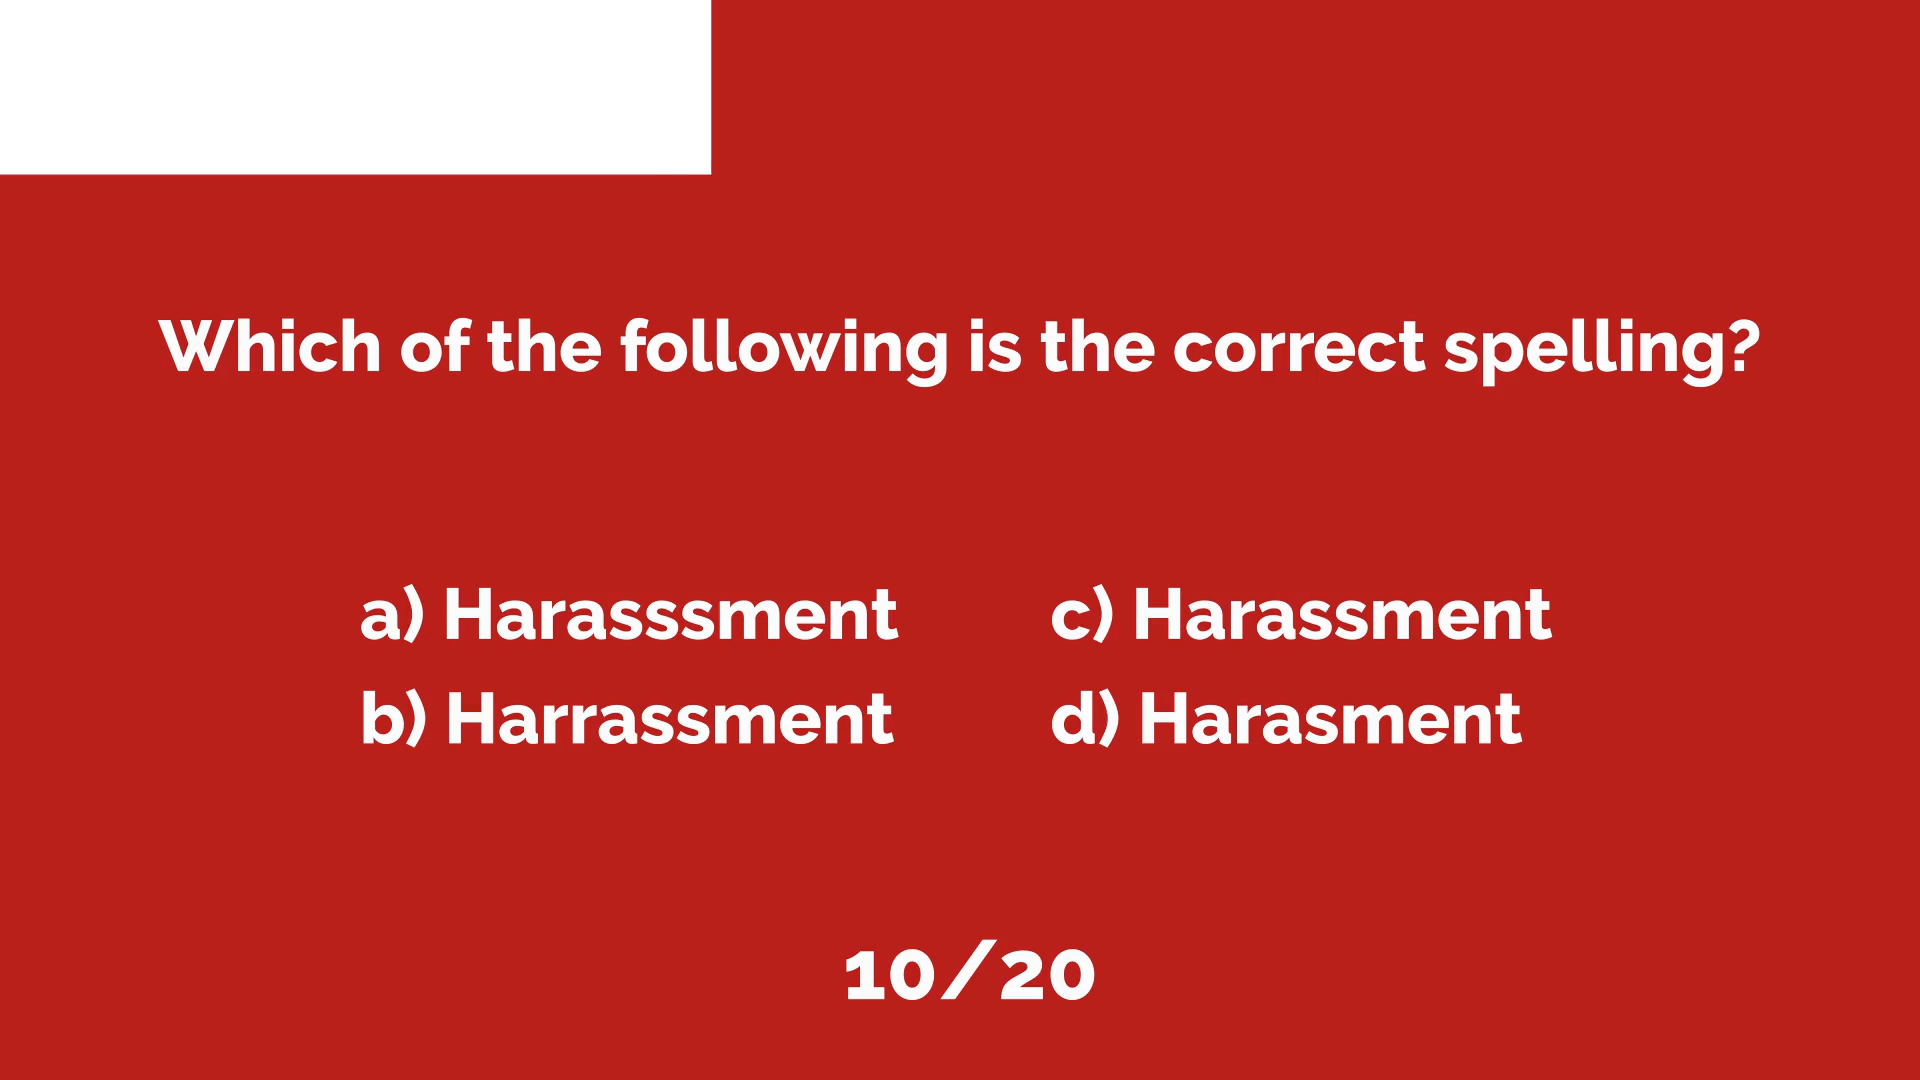 Which of the following is the correct spelling?
a) Harasssment
b) Harrassment
c) Harassment
d) Harasment
10/20